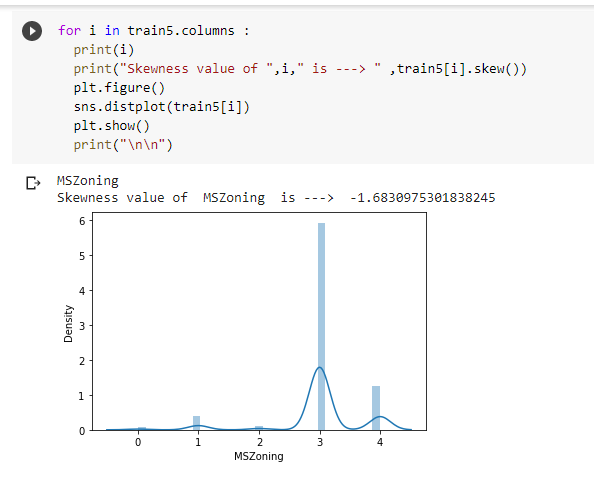 for i in train5.columns :
  print(i)
  print("Skewness value of ",i," is ---> " ,train5[i].skew())
  plt.figure()
  sns.distplot(train5[i])
  plt.show()
  print("\n\n")
MSZoning
Skewness value of  MSZoning  is --->  -1.6830975301838245
6
5
4
3
2
1
0
Density
0 1 2 3 4
MSZoning